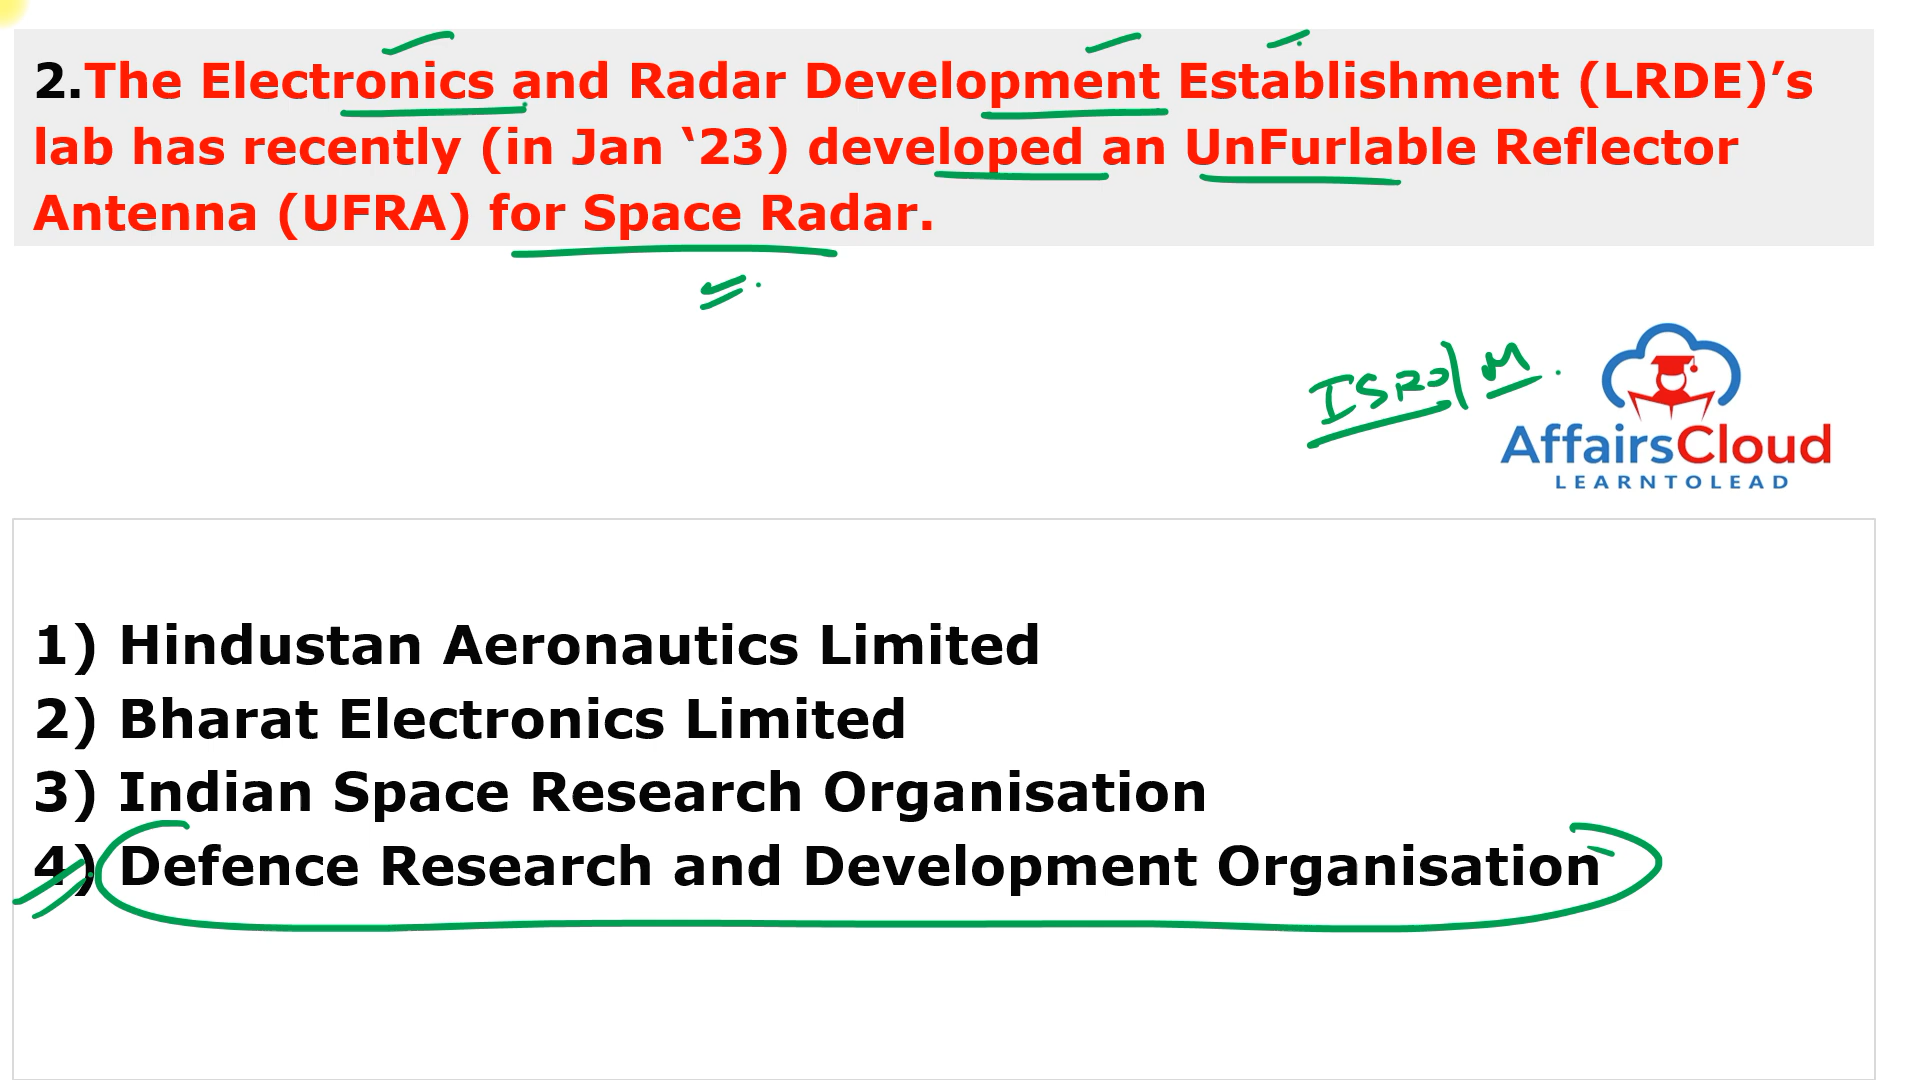 2.The Electronics and Radar Development Establishment (LRDE)’s
lab has recently (in Jan ‘23) developed an UnFurlable Reflector
Antenna (UFRA) for Space Radar.
ISRO/M.
AffairsCloud
LEARNTOLEAD
1) Hindustan Aeronautics Limited
2) Bharat Electronics Limited
3) Indian Space Research Organisation
4) Defence Research and Development Organisation